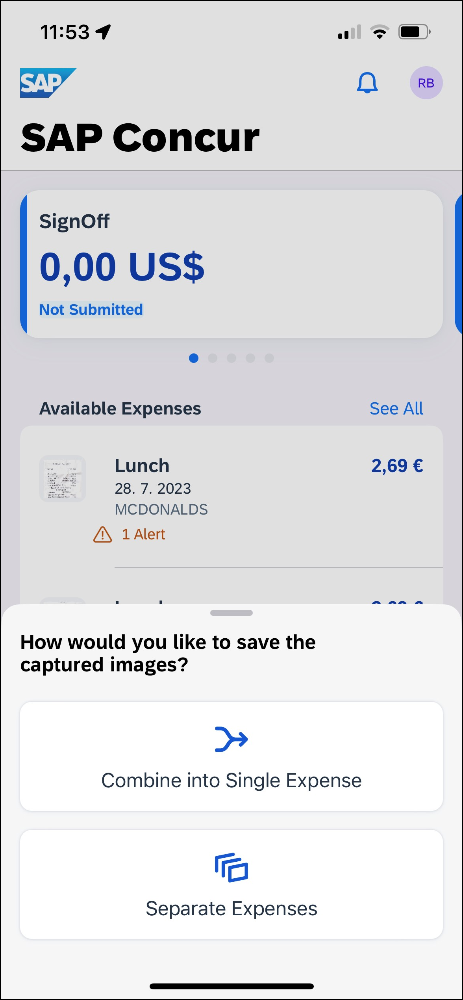 11:53
SAP
RB
SAP Concur
SignOff
0,00 US$
Not Submitted
Available Expenses
See All
Lunch
2,69 €
28. 7. 2023
MCDONALDS
1 Alert
How would you like to save the
captured images?
Combine into Single Expense
Separate Expenses